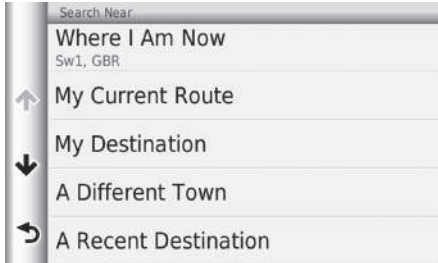 Search Near
Where I Am Now
Sw1, GBR
My Current Route
My Destination
A Different Town
A Recent Destination